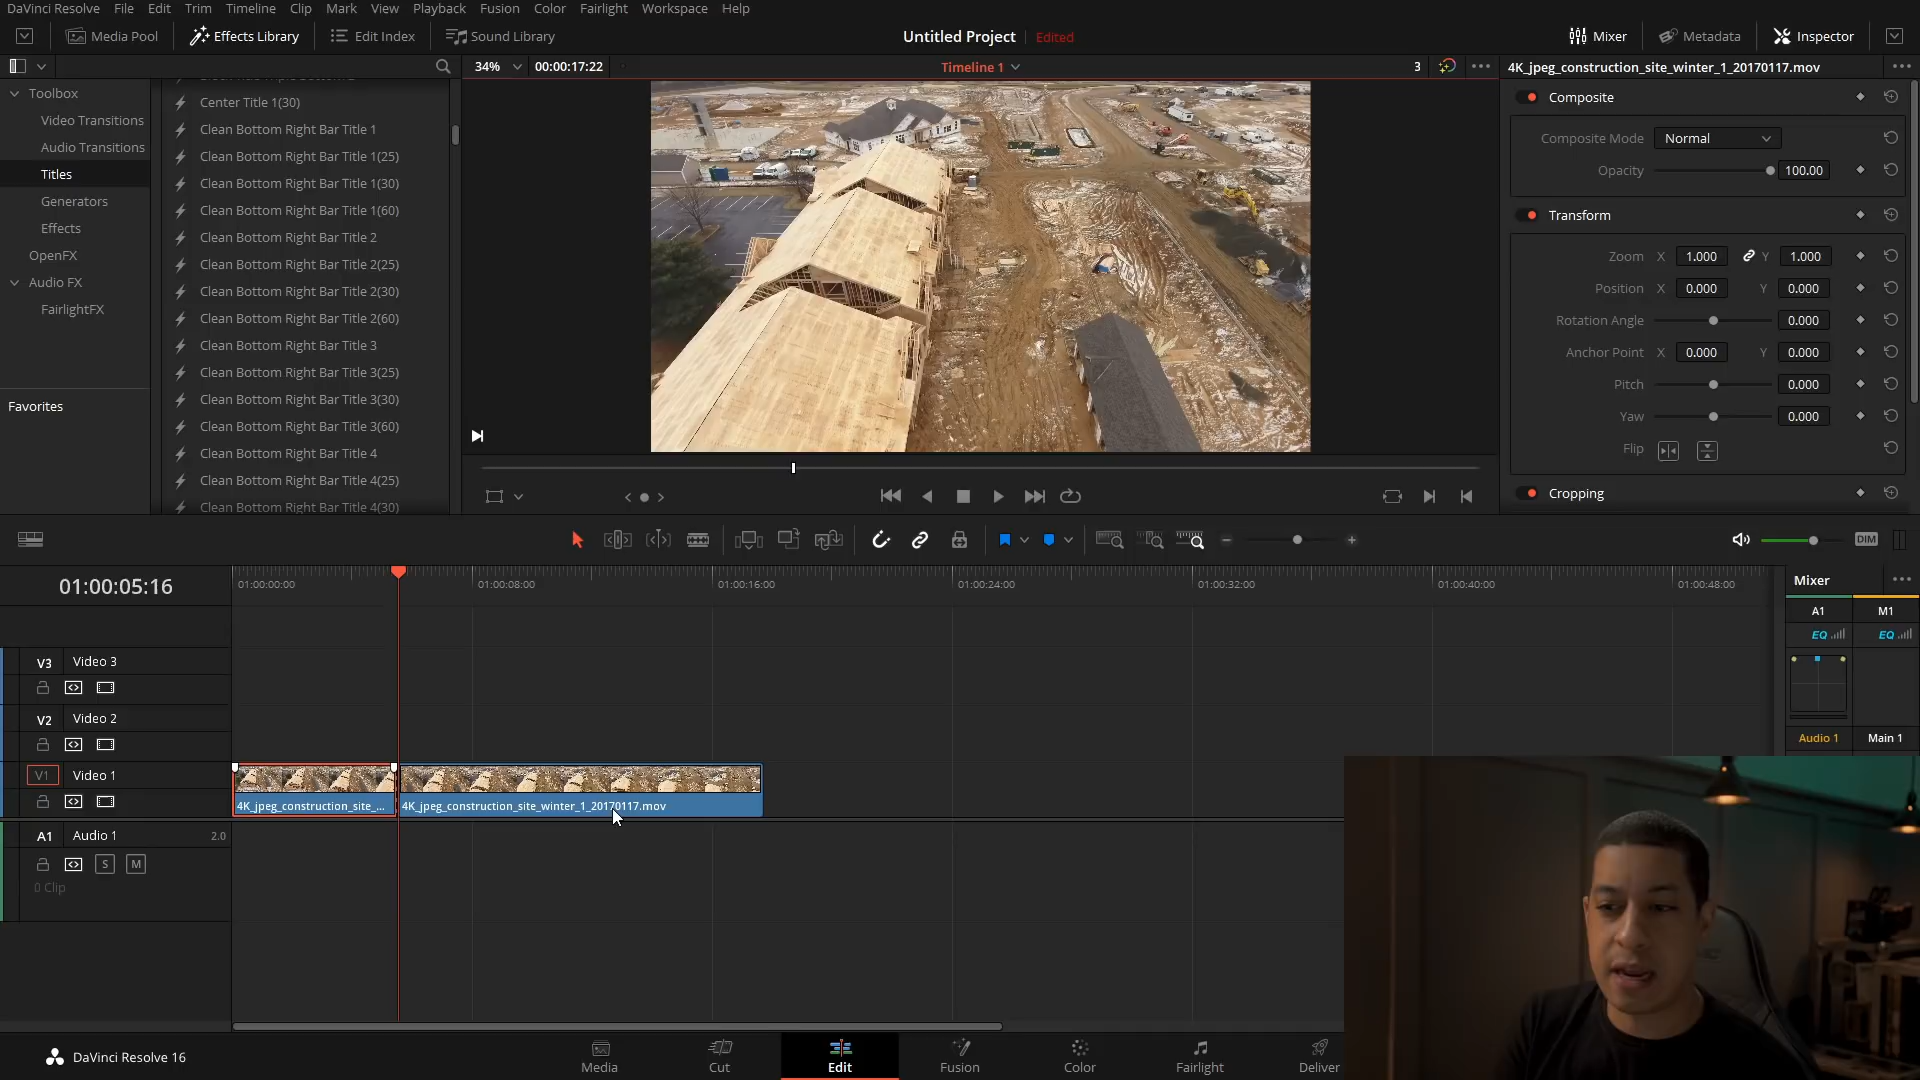 DaVinci Resolve File Edit Trim Timeline Clip Mark View Playback Fusion Color Fairlight Workspace Help
Media Pool Effects Library Edit Index Sound Library Untitled Project Edited Mixer Metadata Inspector
34% 00:00:17:22 Timeline 1 3 4K_jpeg_construction_site_winter_1_20170117.mov
Toolbox
Video Transitions
Audio Transitions
Titles
Generators
Effects
OpenFX
Audio FX
FairlightFX
Favorites
Center Title 1(30)
Clean Bottom Right Bar Title 1
Clean Bottom Right Bar Title 1(25)
Clean Bottom Right Bar Title 1(30)
Clean Bottom Right Bar Title 1(60)
Clean Bottom Right Bar Title 2
Clean Bottom Right Bar Title 2(25)
Clean Bottom Right Bar Title 2(30)
Clean Bottom Right Bar Title 2(60)
Clean Bottom Right Bar Title 3
Clean Bottom Right Bar Title 3(25)
Clean Bottom Right Bar Title 3(30)
Clean Bottom Right Bar Title 3(60)
Clean Bottom Right Bar Title 4
Clean Bottom Right Bar Title 4(25)
Clean Bottom Right Bar Title 4(30)
Composite
Composite Mode Normal
Opacity 100.00
Transform
Zoom X 1.000 Y 1.000
Position X 0.000 Y 0.000
Rotation Angle 0.000
Anchor Point X 0.000 Y 0.000
Pitch 0.000
Yaw 0.000
Flip
Cropping
DIM
01:00:05:16
01:00:00:00 01:00:08:00 01:00:16:00 01:00:24:00 01:00:32:00 01:00:40:00 01:00:48:00
Mixer
A1 M1
EQ EQ
Audio 1 Main 1
V3 Video 3
V2 Video 2
V1 Video 1
4K_jpeg_construction_site_... 4K_jpeg_construction_site_winter_1_20170117.mov
A1 Audio 1 2.0
S M
0 Clip
DaVinci Resolve 16
Media Cut Edit Fusion Color Fairlight Deliver